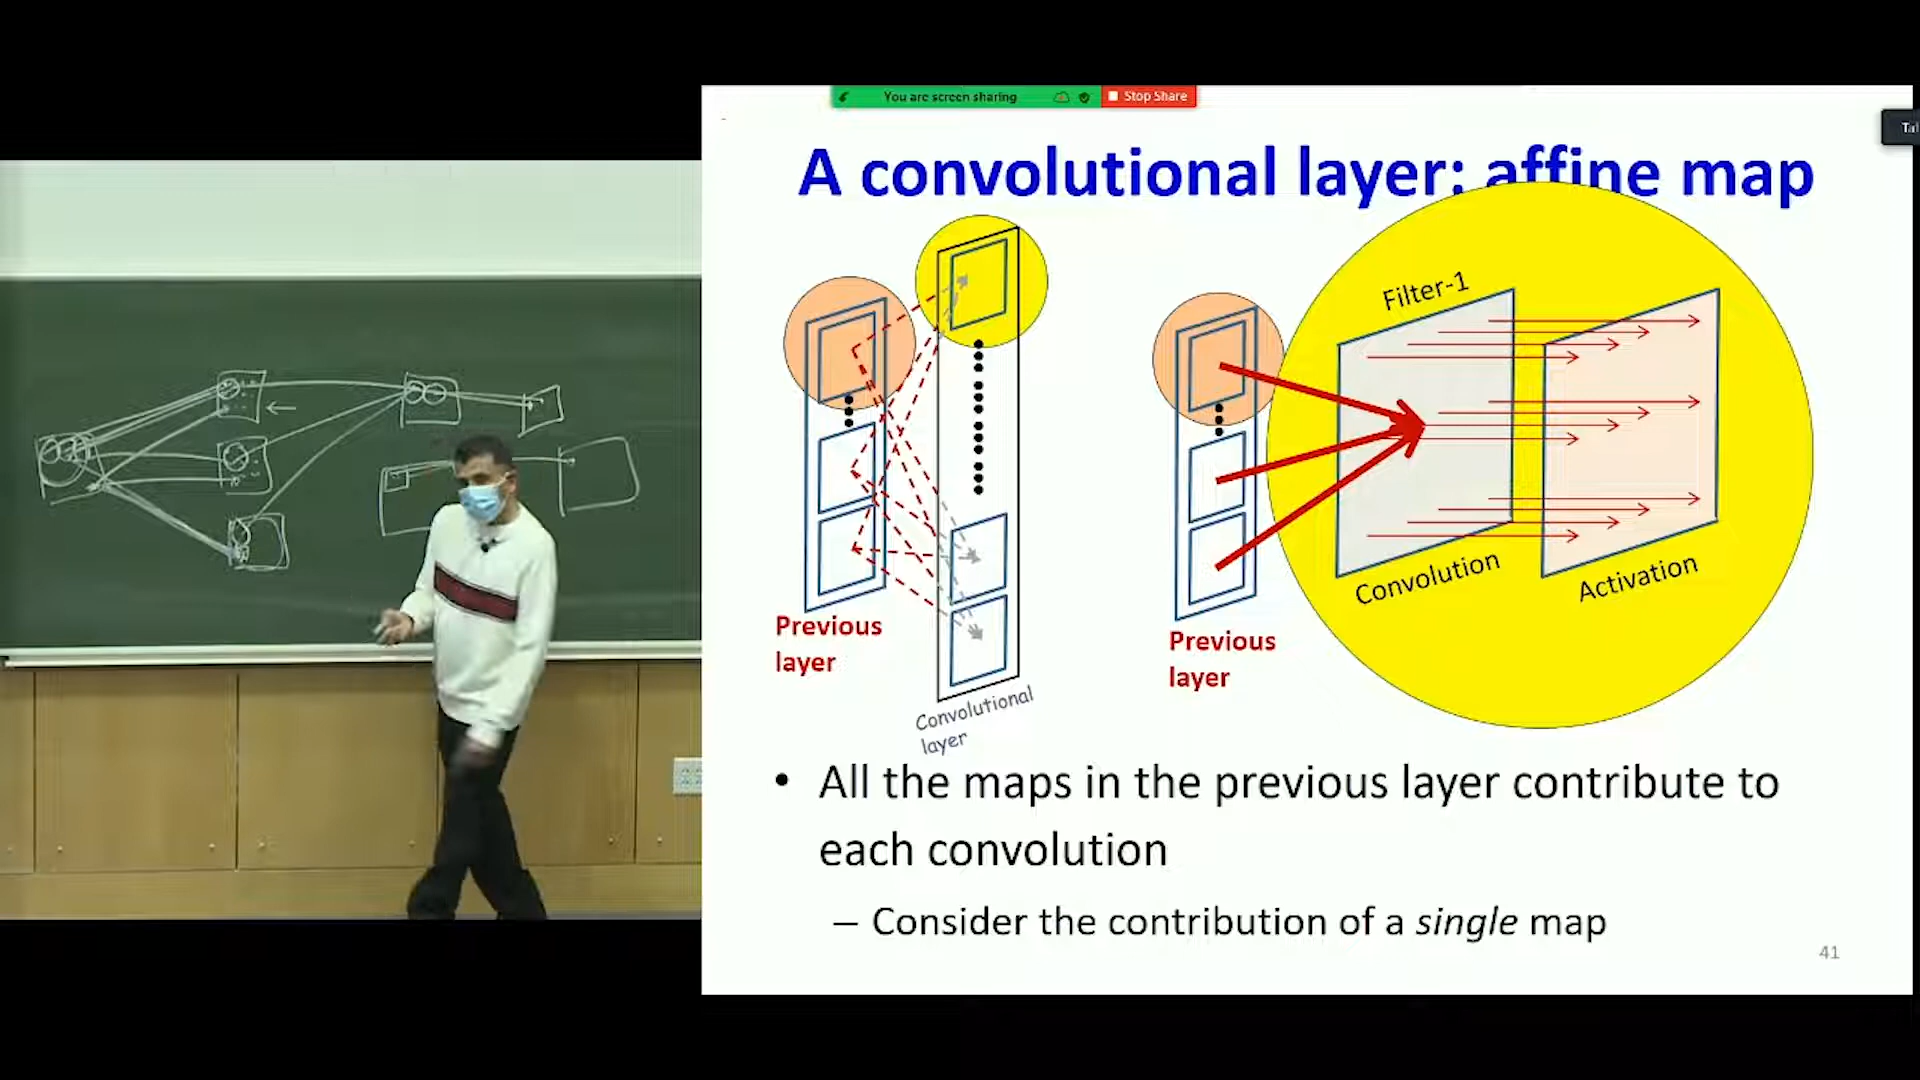 You are screen sharing
Stop Share
Tal
A convolutional layer: affine map
Filter-1
Convolution
Activation
Previous
layer
Convolutional
layer
Previous
layer
• All the maps in the previous layer contribute to
each convolution
– Consider the contribution of a single map
41